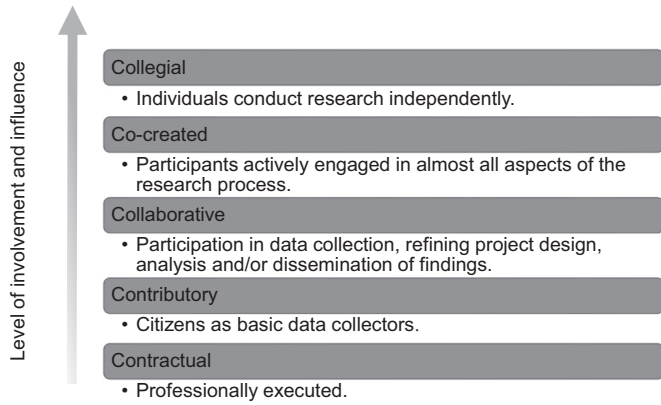 Level of involvement and influence
Collegial
• Individuals conduct research independently.
Co-created
• Participants actively engaged in almost all aspects of the
research process.
Collaborative
• Participation in data collection, refining project design,
analysis and/or dissemination of findings.
Contributory
• Citizens as basic data collectors.
Contractual
• Professionally executed.